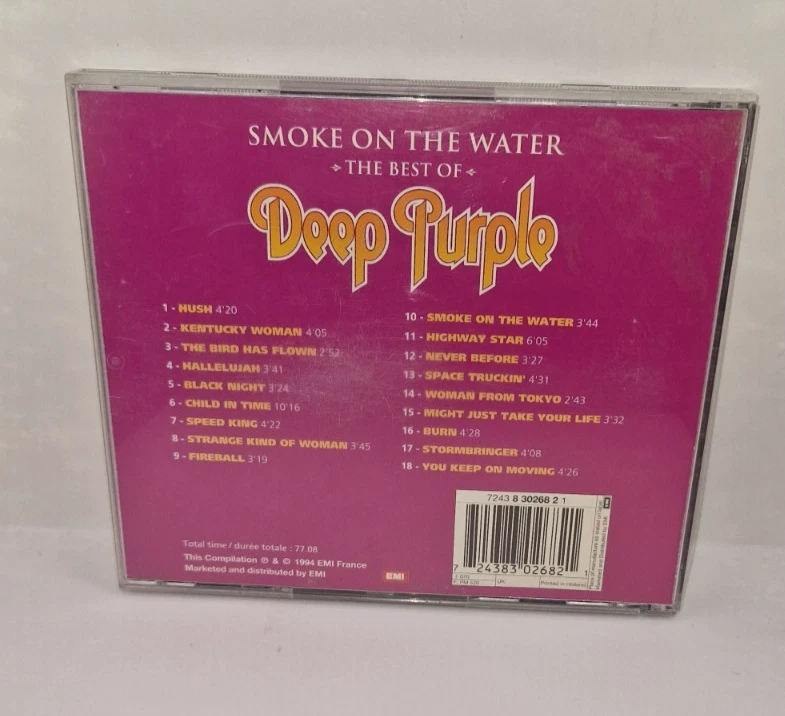 SMOKE ON THE WATER
THE BEST OF
Deep Purple
1 - HUSH 4'20
2 - KENTUCKY WOMAN 4'05
3 - THE BIRD HAS FLOWN 2'52
4 - HALLELUJAH 3'41
5 - BLACK NIGHT 3'24
6 - CHILD IN TIME 10'16
7 - SPEED KING 4'22
8 - STRANGE KIND OF WOMAN 3'45
9 - FIREBALL 3'19
10 - SMOKE ON THE WATER 3'44
11 - HIGHWAY STAR 6'05
12 - NEVER BEFORE 3'27
13 - SPACE TRUCKIN' 4'31
14 - WOMAN FROM TOKYO 2'43
15 - MIGHT JUST TAKE YOUR LIFE 3'32
16 - BURN 4'28
17 - STORMBRINGER 4'08
18 - YOU KEEP ON MOVING 4'26
Total time / durée totale : 77.08
This Compilation ℗ & © 1994 EMI France
Marketed and distributed by EMI
EMI
7243 8 30268 2 1
7 24383 02682 1
UPC
Printed in Holland